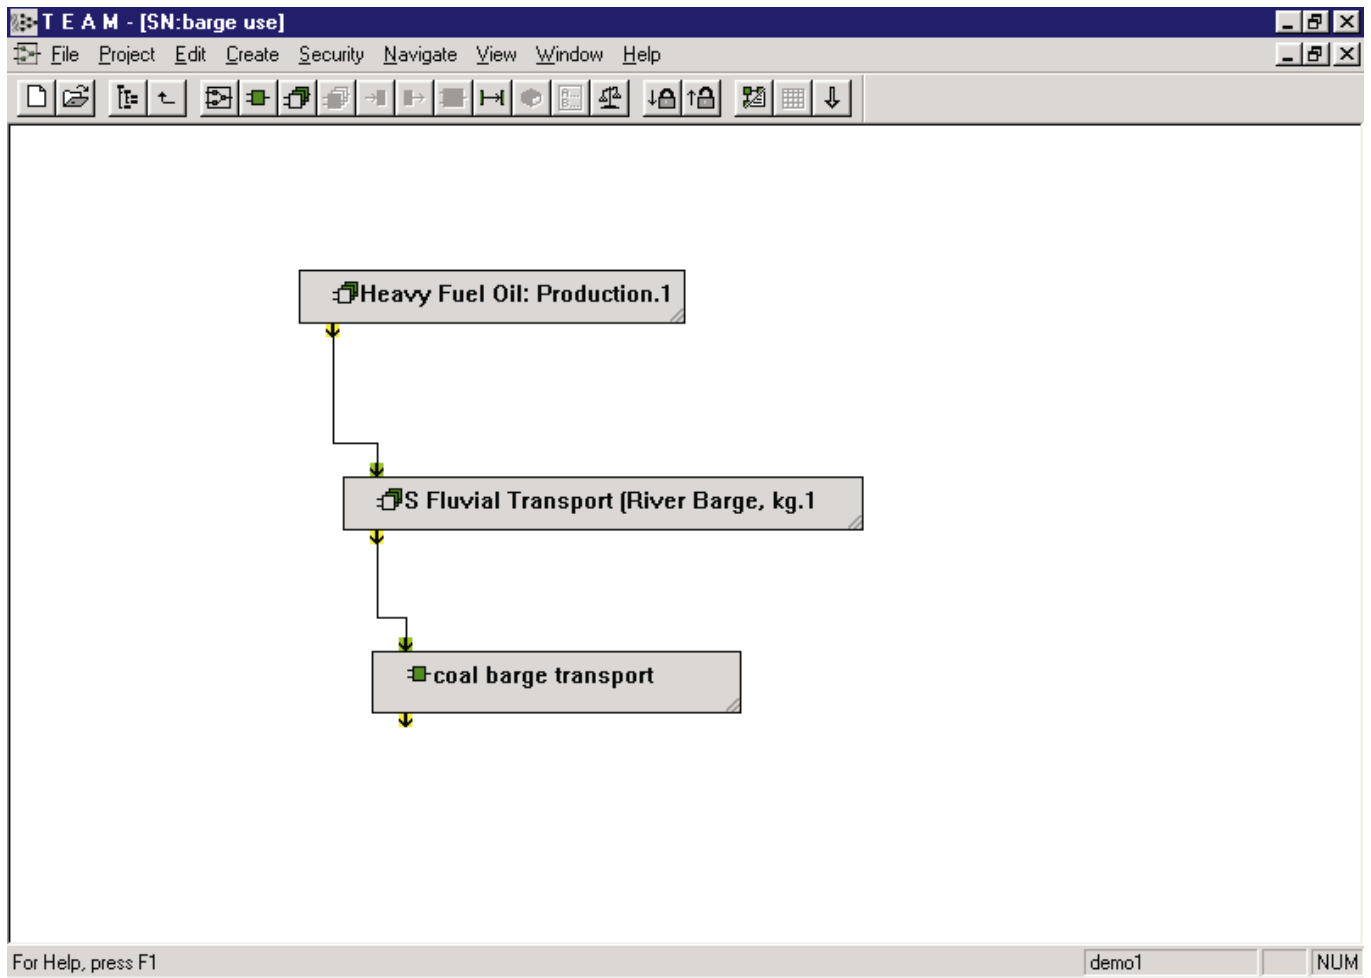 T E A M - [SN:barge use]
File Project Edit Create Security Navigate View Window Help
Heavy Fuel Oil: Production.1
S Fluvial Transport (River Barge, kg.1
coal barge transport
For Help, press F1 demo1 NUM